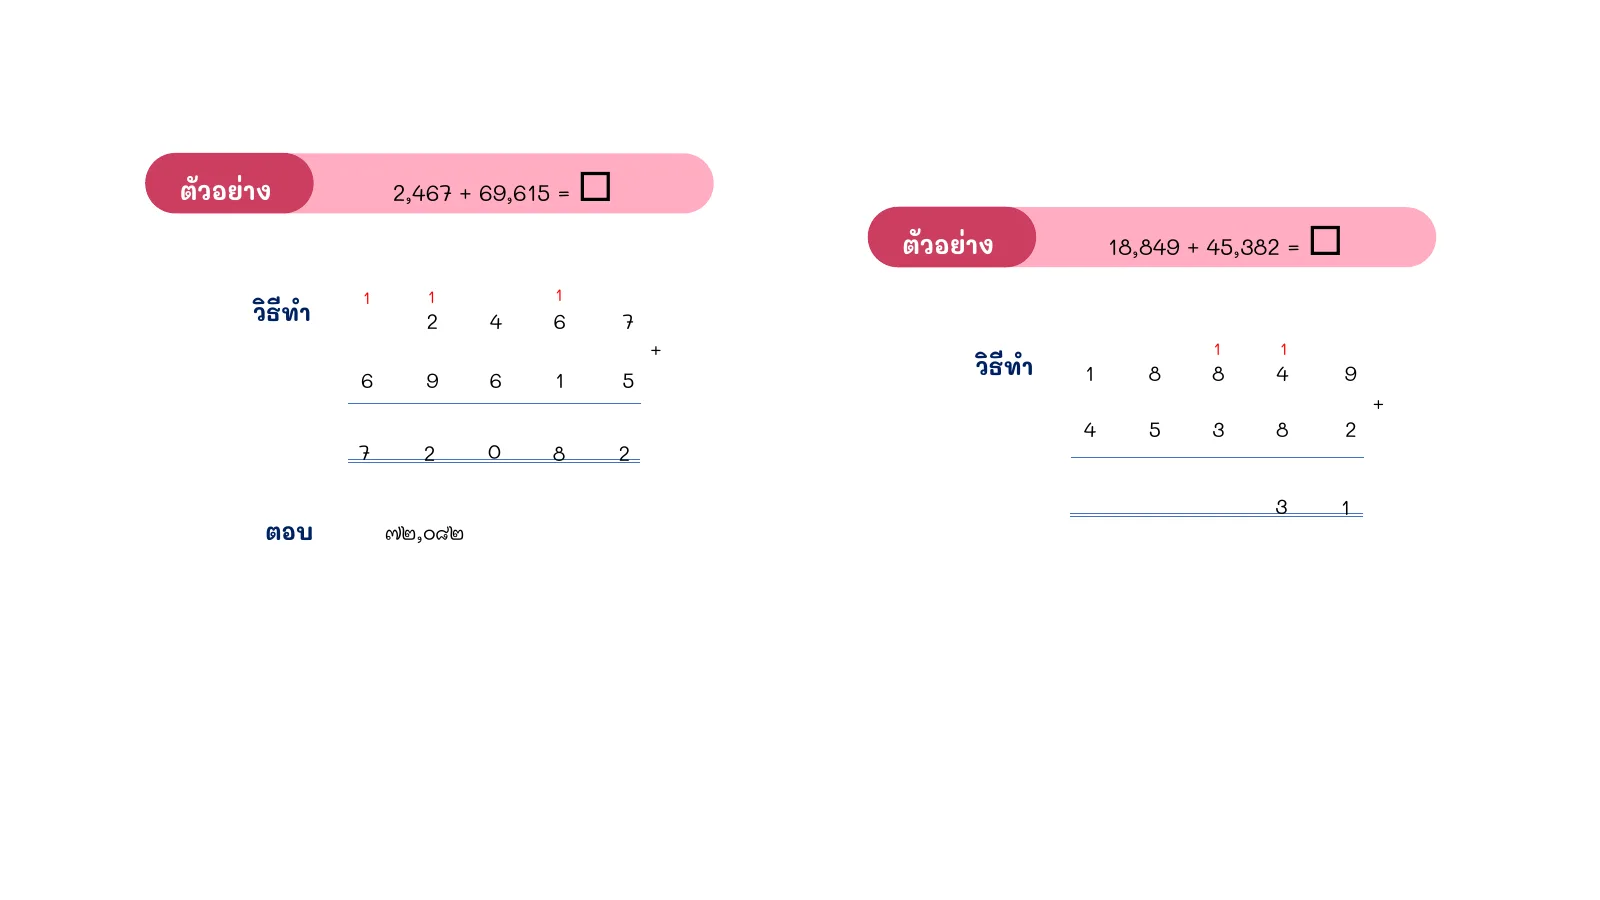 ตัวอย่าง 2,467 + 69,615 = □
วิธีทำ
1 1 1
2 4 6 7
+
6 9 6 1 5
7 2 0 8 2
ตอบ ๗๒,๐๘๒
ตัวอย่าง 18,849 + 45,382 = □
วิธีทำ
1 1
1 8 8 4 9
+
4 5 3 8 2
3 1